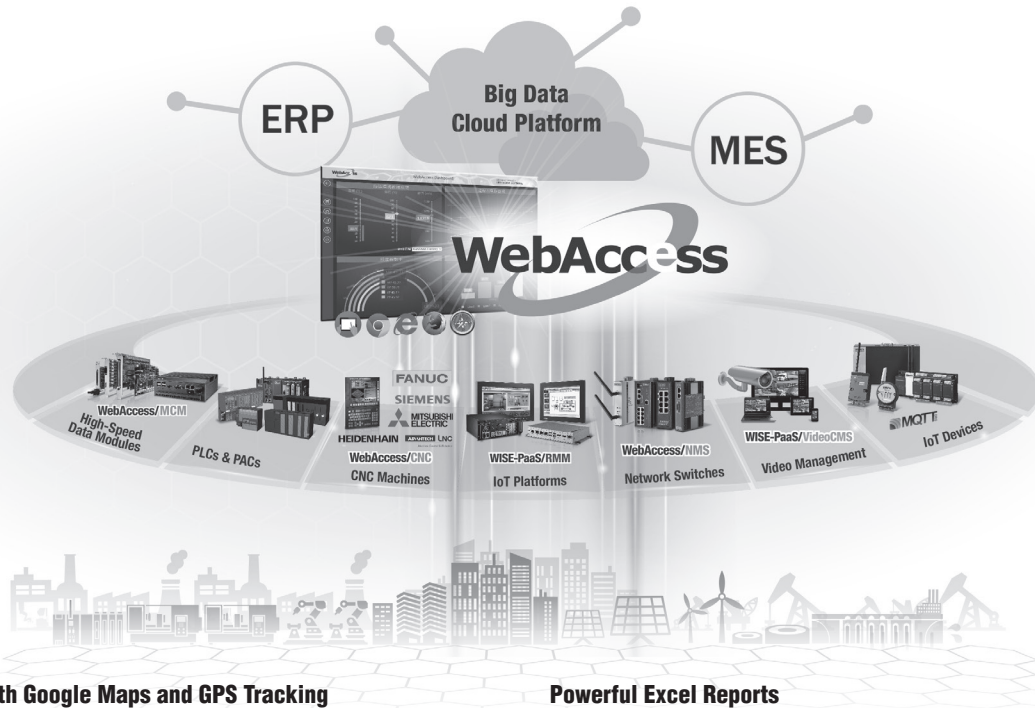 Big Data
Cloud Platform
ERP
MES
WebAccess
WebAccess/MCM
High-Speed
Data Modules
PLCs & PACs
FANUC
SIEMENS
MITSUBISHI
ELECTRIC
HEIDENHAIN
LNC
WebAccess/CNC
CNC Machines
WISE-PaaS/RMM
IoT Platforms
WebAccess/NMS
Network Switches
WISE-PaaS/VideoCMS
Video Management
MQTT
IoT Devices
th Google Maps and GPS Tracking
Powerful Excel Reports